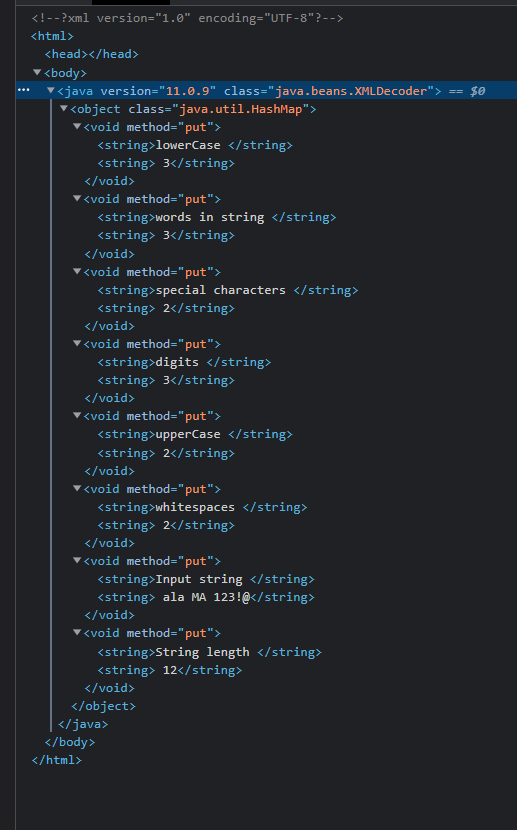 <!--?xml version="1.0" encoding="UTF-8"?-->
<html>
<head></head>
<body>
<java version="11.0.9" class="java.beans.XMLDecoder"> == $0
<object class="java.util.HashMap">
<void method="put">
<string>lowerCase </string>
<string> 3</string>
</void>
<void method="put">
<string>words in string </string>
<string> 3</string>
</void>
<void method="put">
<string>special characters </string>
<string> 2</string>
</void>
<void method="put">
<string>digits </string>
<string> 3</string>
</void>
<void method="put">
<string>upperCase </string>
<string> 2</string>
</void>
<void method="put">
<string>whitespaces </string>
<string> 2</string>
</void>
<void method="put">
<string>Input string </string>
<string> ala MA 123!@</string>
</void>
<void method="put">
<string>String length </string>
<string> 12</string>
</void>
</object>
</java>
</body>
</html>